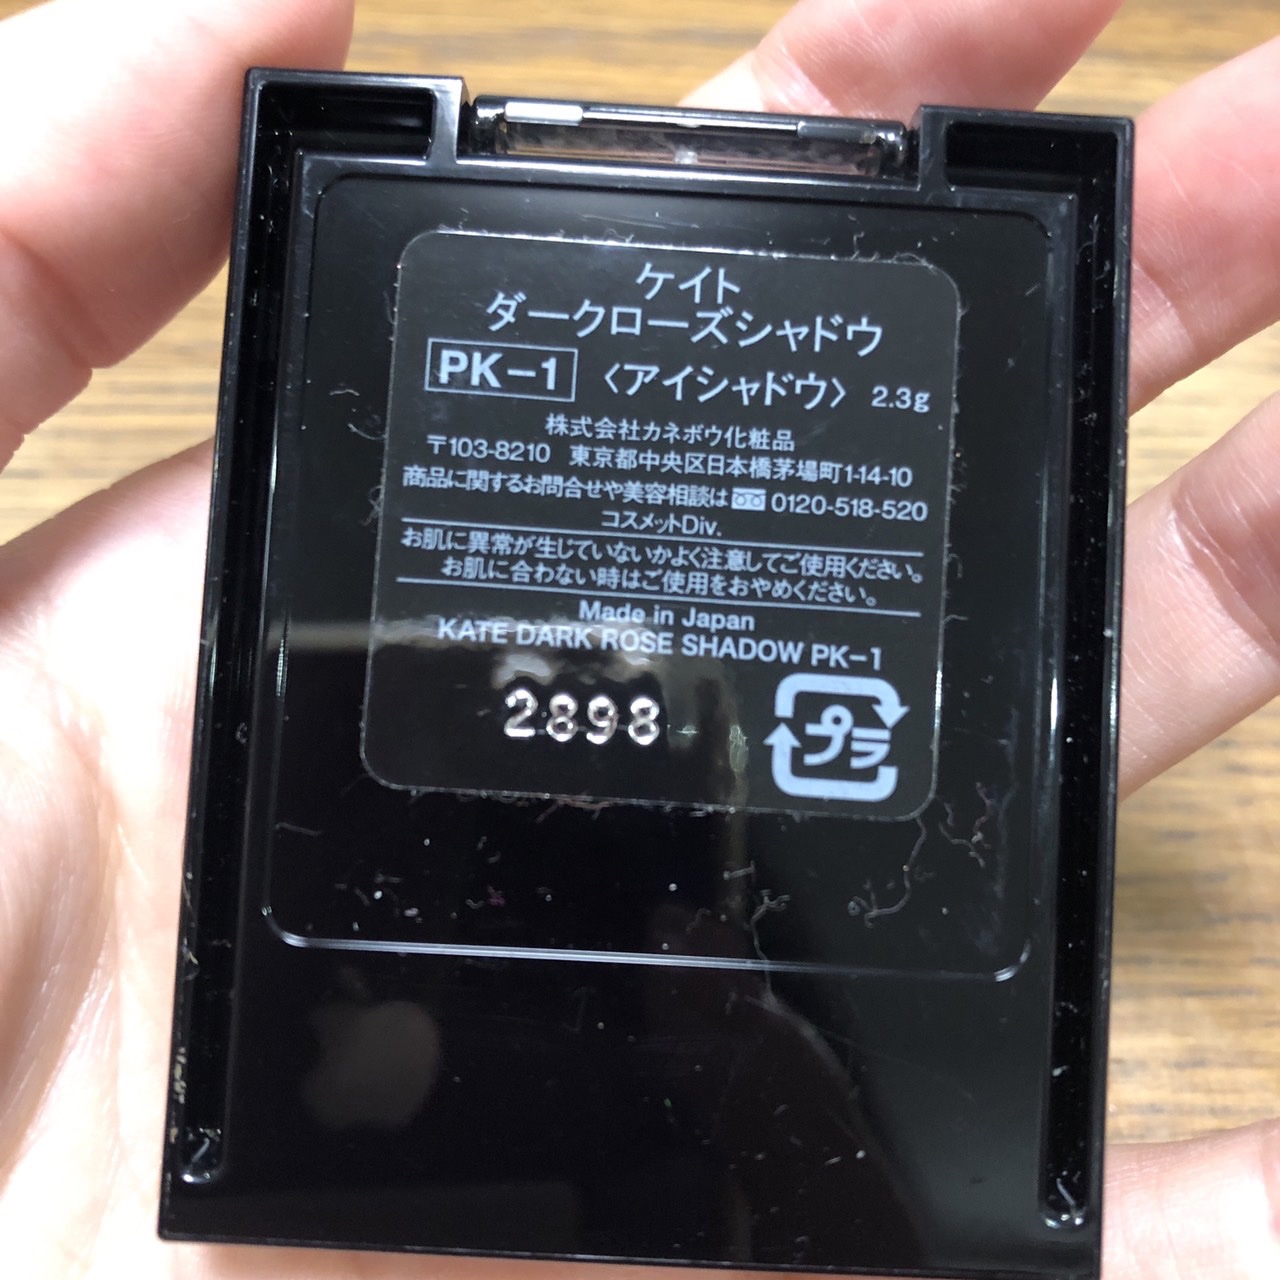 ケイト
ダークローズシャドウ
PK-1 〈アイシャドウ〉 2.3g
株式会社カネボウ化粧品
〒103-8210 東京都中央区日本橋茅場町1-14-10
商品に関するお問合せや美容相談は 0120-518-520
コスメットDiv.
お肌に異常が生じていないかよく注意してご使用ください。
お肌に合わない時はご使用をおやめください。
Made in Japan
KATE DARK ROSE SHADOW PK-1
2898
プラ